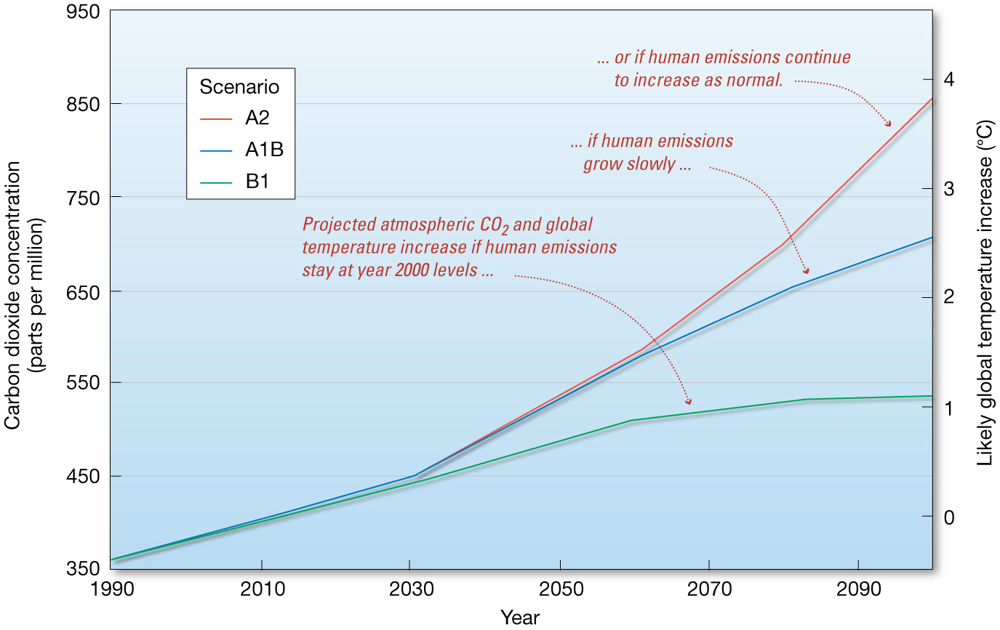 950
850
750
650
550
450
350
Carbon dioxide concentration
(parts per million)
Scenario
A2
A1B
B1
... or if human emissions continue
to increase as normal.
... if human emissions
grow slowly ...
Projected atmospheric CO2 and global
temperature increase if human emissions
stay at year 2000 levels ...
4
3
2
1
0
Likely global temperature increase (°C)
1990 2010 2030 2050 2070 2090
Year